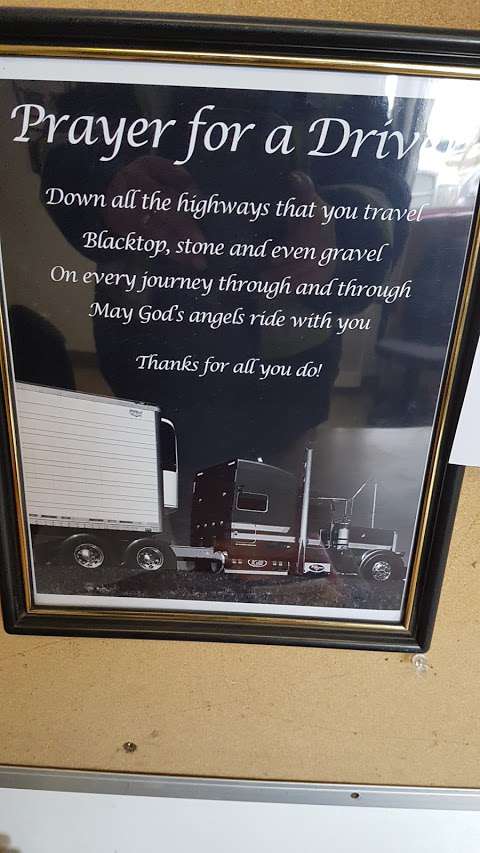 Prayer for a Driv
Down all the highways that you travel
Blacktop, stone and even gravel
On every journey through and through
May God's angels ride with you
Thanks for all you do!